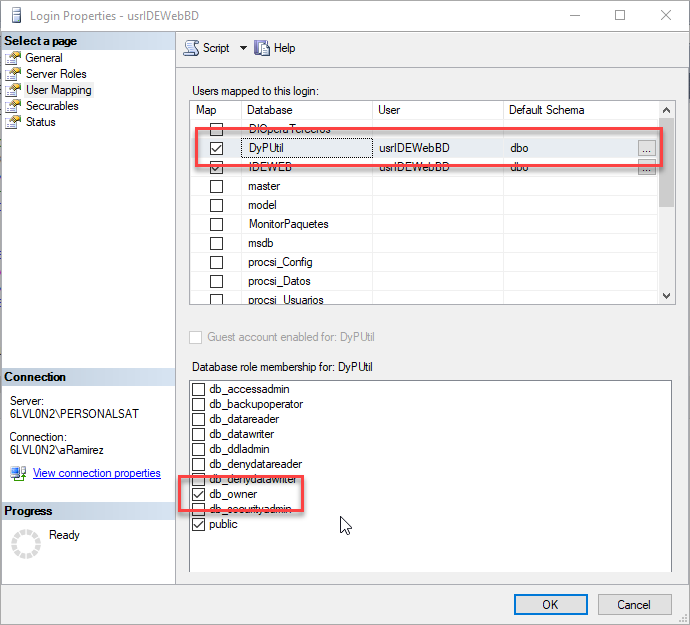 Login Properties - usrIDEWebBD
Select a page
General
Server Roles
User Mapping
Securables
Status
Script
Help
Users mapped to this login:
Map Database User Default Schema
DIOperaTerceros
DyPUtil usrIDEWebBD dbo ...
IDEWEB usrIDEWebBD dbo ...
master
model
MonitorPaquetes
msdb
procsi_Config
procsi_Datos
procsi_Usuarios
Guest account enabled for: DyPUtil
Database role membership for: DyPUtil
db_accessadmin
db_backupoperator
db_datareader
db_datawriter
db_ddladmin
db_denydatareader
db_denydatawriter
db_owner
db_securityadmin
public
Connection
Server:
6LVL0N2\PERSONALSAT
Connection:
6LVL0N2\aRamirez
View connection properties
Progress
Ready
OK
Cancel